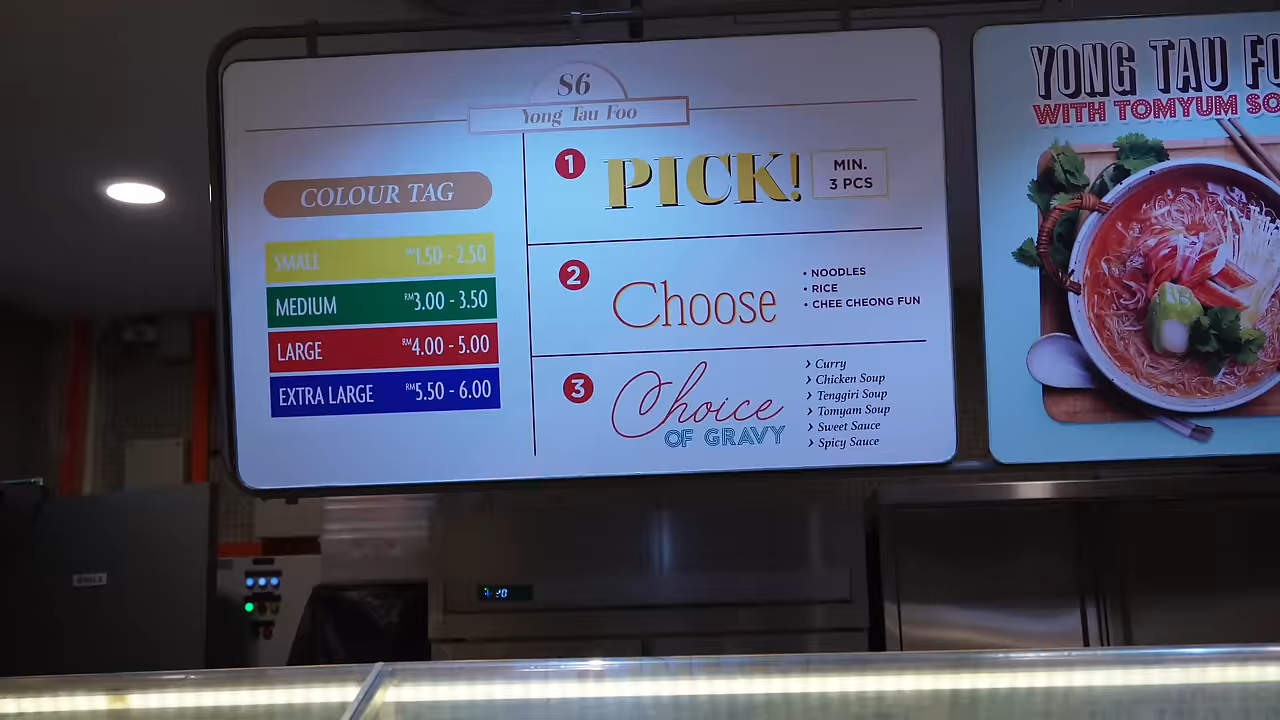 S6
Yong Tau Foo
COLOUR TAG
SMALL RM1.50 - 2.50
MEDIUM RM3.00 - 3.50
LARGE RM4.00 - 5.00
EXTRA LARGE RM5.50 - 6.00
1 PICK! MIN. 3 PCS
2 Choose
• NOODLES
• RICE
• CHEE CHEONG FUN
3 Choice
OF GRAVY
› Curry
› Chicken Soup
› Tenggiri Soup
› Tomyam Soup
› Sweet Sauce
› Spicy Sauce
YONG TAU FO
WITH TOMYUM SO